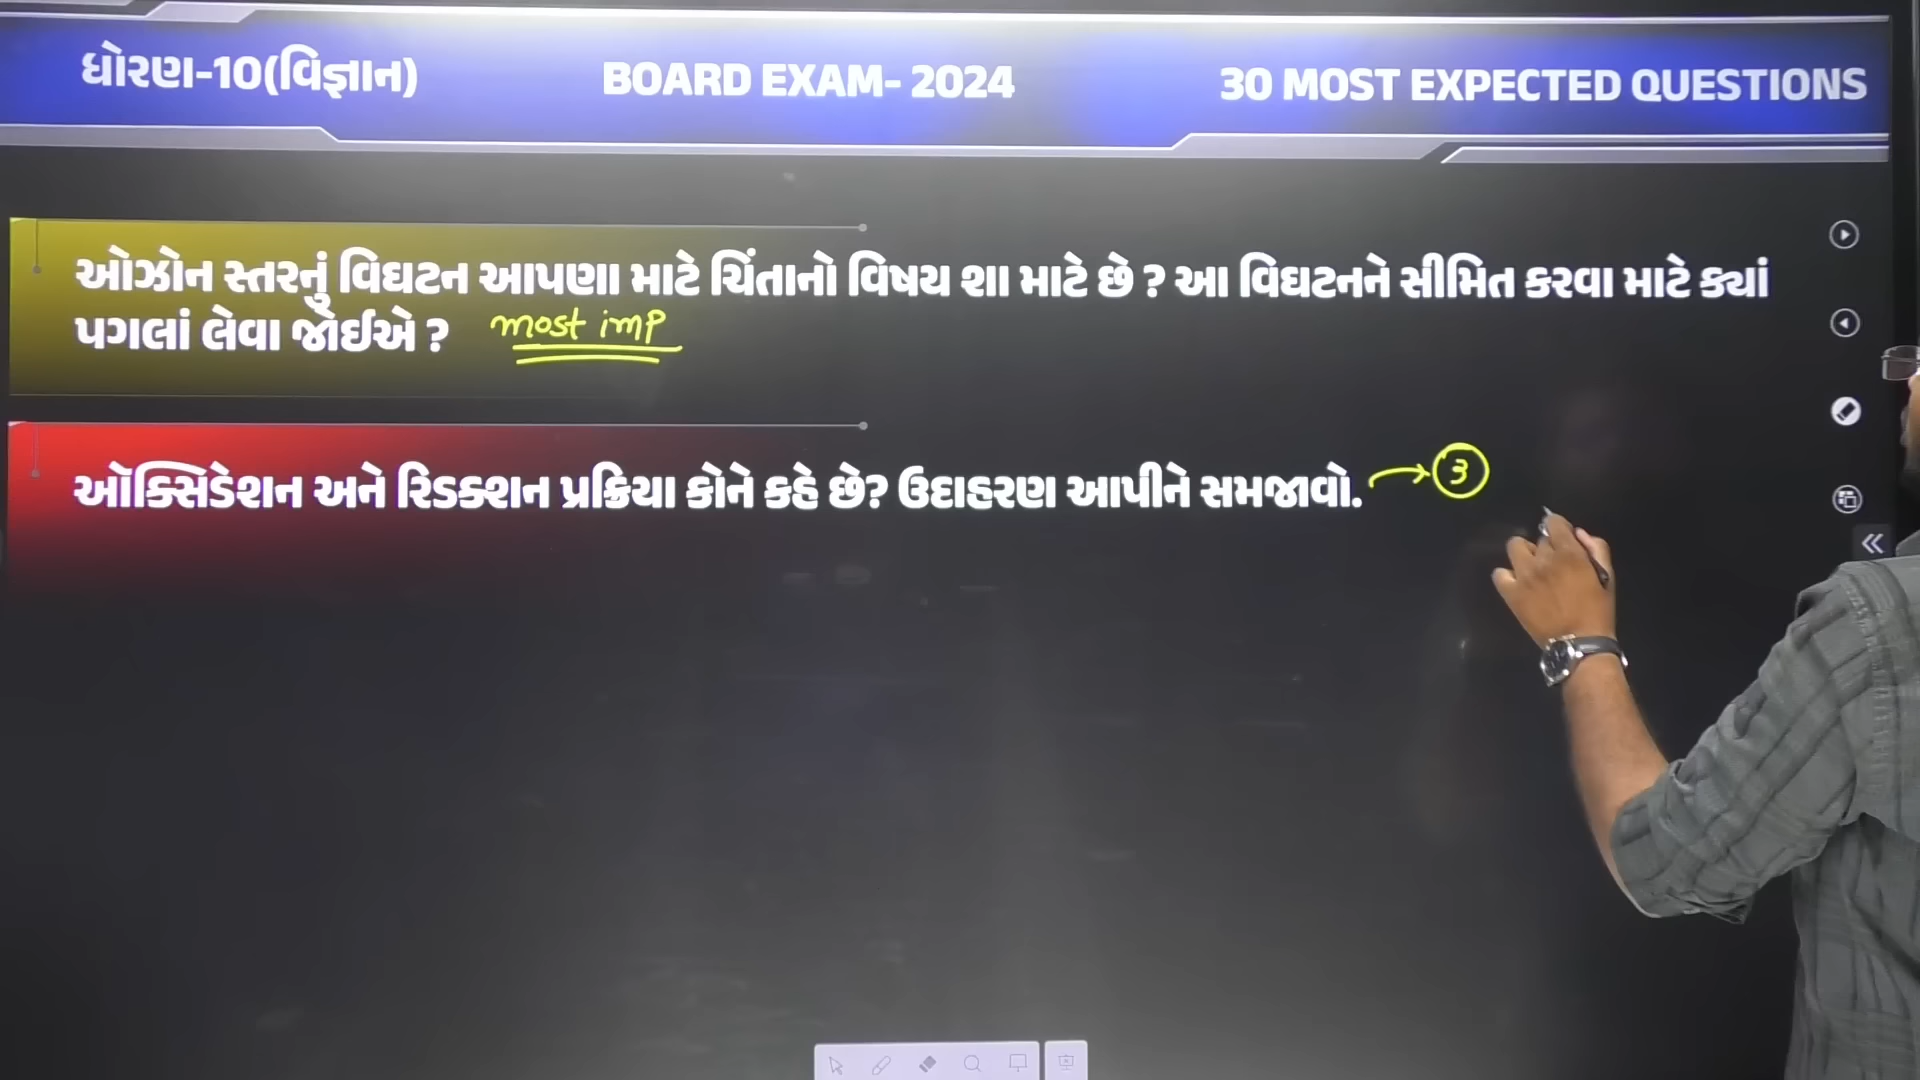 ધોરણ-10(વિજ્ઞાન)
BOARD EXAM- 2024
30 MOST EXPECTED QUESTIONS
ઓઝોન સ્તરનું વિઘટન આપણા માટે ચિંતાનો વિષય શા માટે છે ? આ વિઘટનને સીમિત કરવા માટે ક્યાં
પગલાં લેવા જોઈએ ?
most imp
ઑક્સિડેશન અને રિડક્શન પ્રક્રિયા કોને કહે છે? ઉદાહરણ આપીને સમજાવો.
3